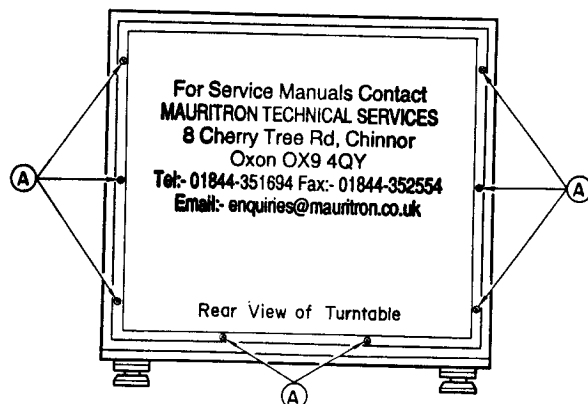 For Service Manuals Contact
MAURITRON TECHNICAL SERVICES
8 Cherry Tree Rd, Chinnor
Oxon OX9 4QY
Tel:- 01844-351694 Fax:- 01844-352554
Email:- enquiries@mauritron.co.uk
A
A
Rear View of Turntable
A